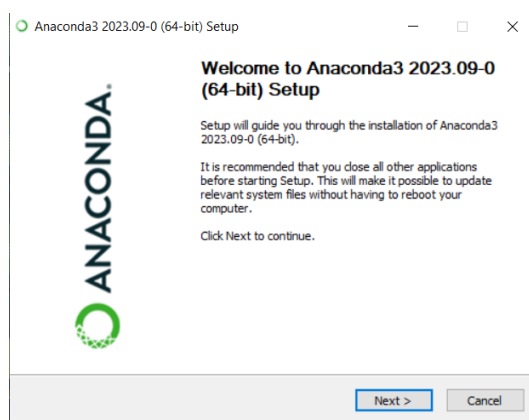 Anaconda3 2023.09-0 (64-bit) Setup
Welcome to Anaconda3 2023.09-0
(64-bit) Setup
Setup will guide you through the installation of Anaconda3
2023.09-0 (64-bit).
It is recommended that you close all other applications
before starting Setup. This will make it possible to update
relevant system files without having to reboot your
computer.
Click Next to continue.
ANACONDA.
Next >
Cancel